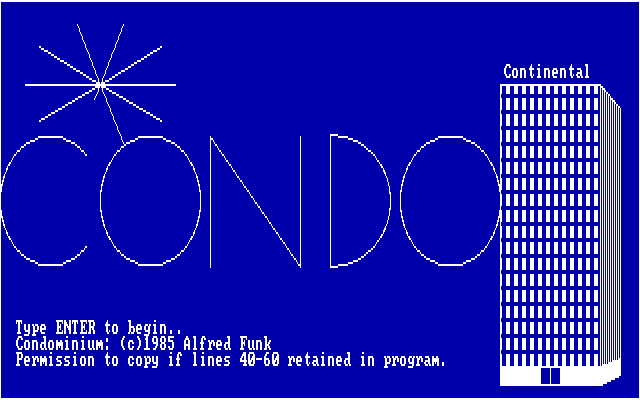 Continental
CONDO
Type ENTER to begin..
Condominium: (c)1985 Alfred Funk
Permission to copy if lines 40-60 retained in program.